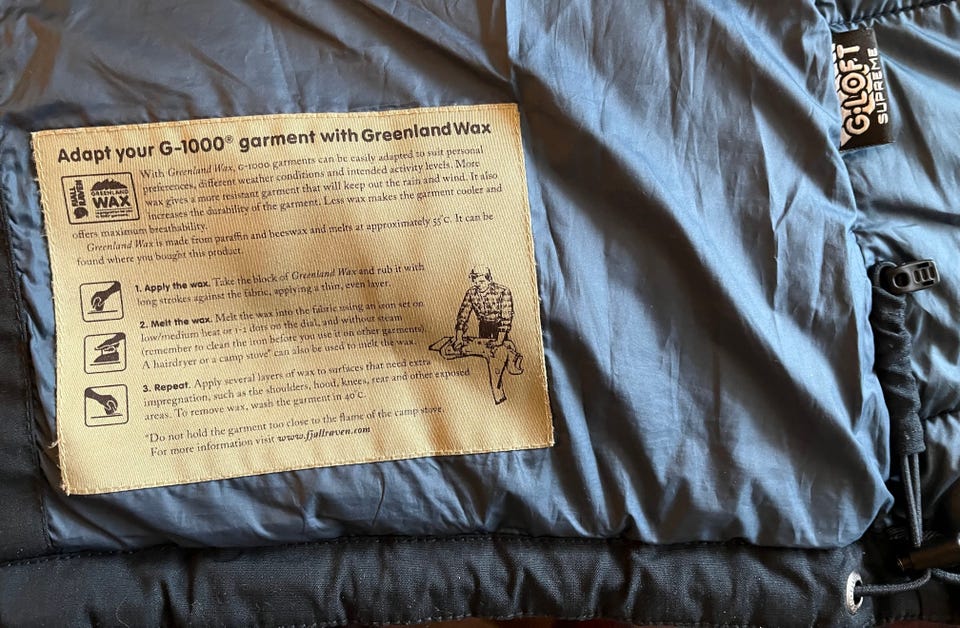 Adapt your G-1000® garment with Greenland Wax
FJÄLL
RÄVEN
GREENLAND
WAX
With Greenland Wax, G-1000 garments can be easily adapted to suit personal
preferences, different weather conditions and intended activity levels. More
wax gives a more resistant garment that will keep out the rain and wind. It also
increases the durability of the garment. Less wax makes the garment cooler and
offers maximum breathability.
Greenland Wax is made from paraffin and beeswax and melts at approximately 55°C. It can be
found where you bought this product.
1. Apply the wax. Take the block of Greenland Wax and rub it with
long strokes against the fabric, applying a thin, even layer.
2. Melt the wax. Melt the wax into the fabric using an iron set on
low/medium heat or 1-2 dots on the dial, and without steam
(remember to clean the iron before you use it on other garments).
A hairdryer or a camp stove* can also be used to melt the wax.
3. Repeat. Apply several layers of wax to surfaces that need extra
impregnation, such as the shoulders, hood, knees, rear and other exposed
areas. To remove wax, wash the garment in 40°C.
*Do not hold the garment too close to the flame of the camp stove.
For more information visit www.fjallraven.com
G-LOFT
SUPREME